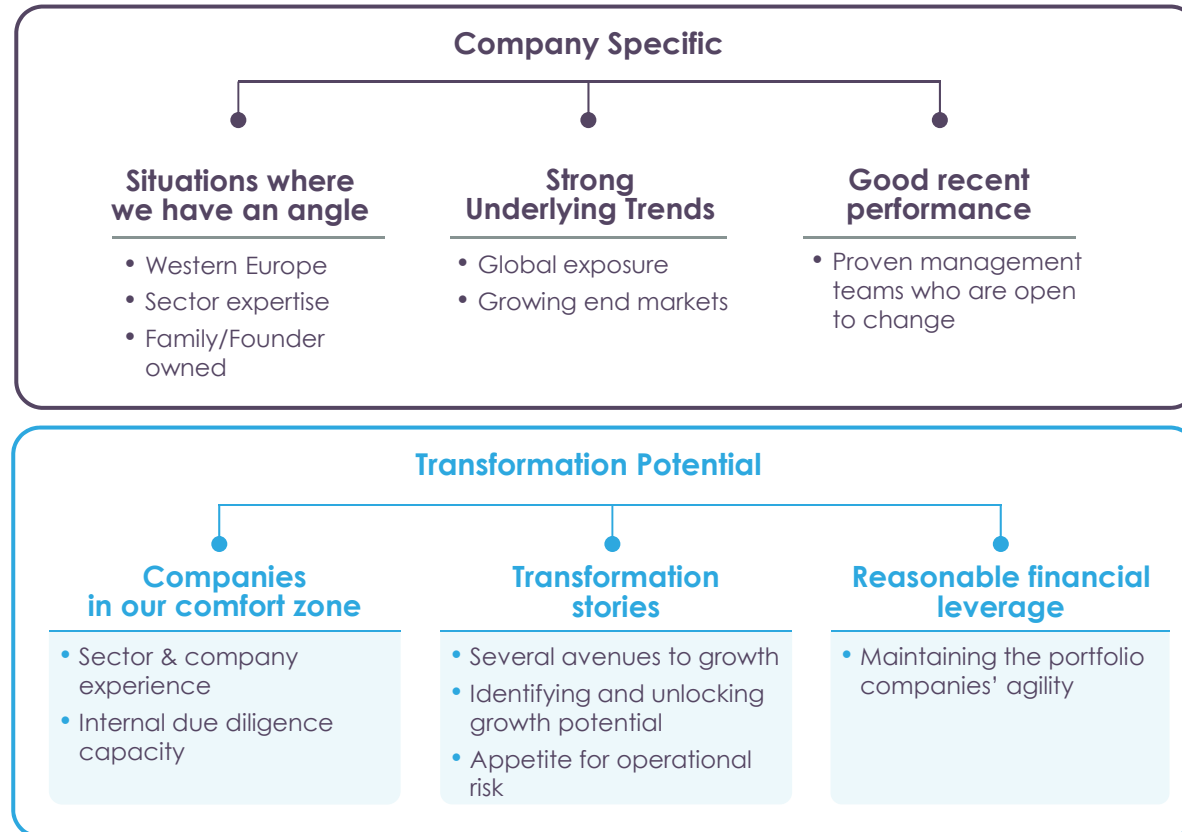 Company Specific
Situations where
we have an angle
• Western Europe
• Sector expertise
• Family/Founder
owned
Strong
Underlying Trends
• Global exposure
• Growing end markets
Good recent
performance
• Proven management
teams who are open
to change
Transformation Potential
Companies
in our comfort zone
• Sector & company
experience
• Internal due diligence
capacity
Transformation
stories
• Several avenues to growth
• Identifying and unlocking
growth potential
• Appetite for operational
risk
Reasonable financial
leverage
• Maintaining the portfolio
companies’ agility